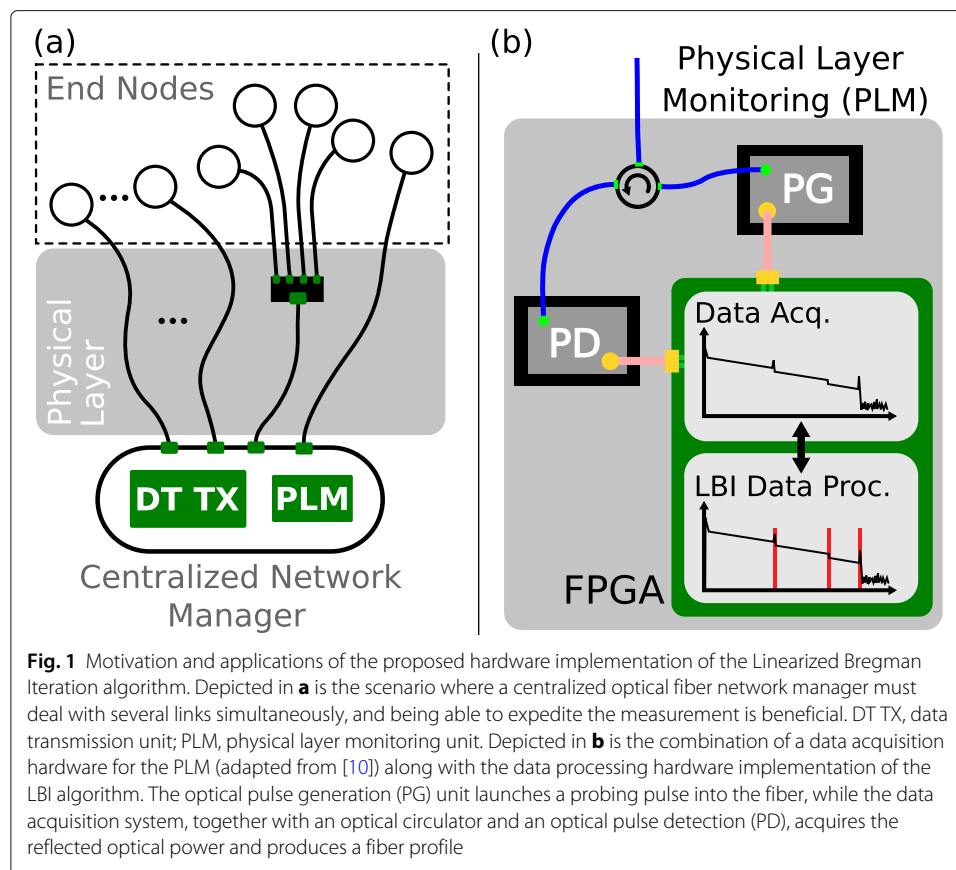 (a)
End Nodes
...
...
Physical
Layer
DT TX
PLM
Centralized Network
Manager
(b)
Physical Layer
Monitoring (PLM)
PG
PD
Data Acq.
LBI Data Proc.
FPGA
Fig. 1 Motivation and applications of the proposed hardware implementation of the Linearized Bregman
Iteration algorithm. Depicted in a is the scenario where a centralized optical fiber network manager must
deal with several links simultaneously, and being able to expedite the measurement is beneficial. DT TX, data
transmission unit; PLM, physical layer monitoring unit. Depicted in b is the combination of a data acquisition
hardware for the PLM (adapted from [10]) along with the data processing hardware implementation of the
LBI algorithm. The optical pulse generation (PG) unit launches a probing pulse into the fiber, while the data
acquisition system, together with an optical circulator and an optical pulse detection (PD), acquires the
reflected optical power and produces a fiber profile